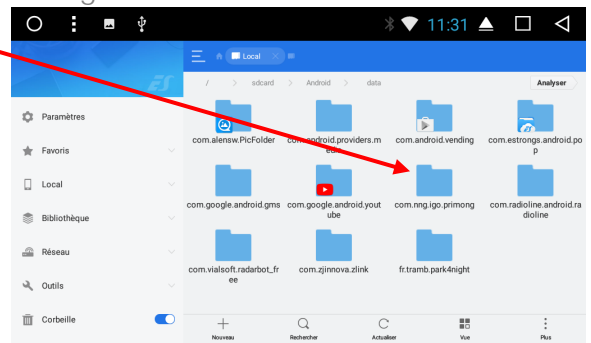 11:31
Local
/ > sdcard > Android > data
Analyser
Paramètres
Favoris
Local
Bibliothèque
Réseau
Outils
Corbeille
com.alensw.PicFolder
com.android.providers.m
com.android.vending
com.estrongs.android.po
p
com.google.android.gms
com.google.android.yout
ube
com.nng.igo.primong
com.radioline.android.ra
dioline
com.vialsoft.radarbot_fr
ee
com.zjinnova.zlink
fr.tramb.park4night
Nouveau
Rechercher
Actualiser
Vue
Plus